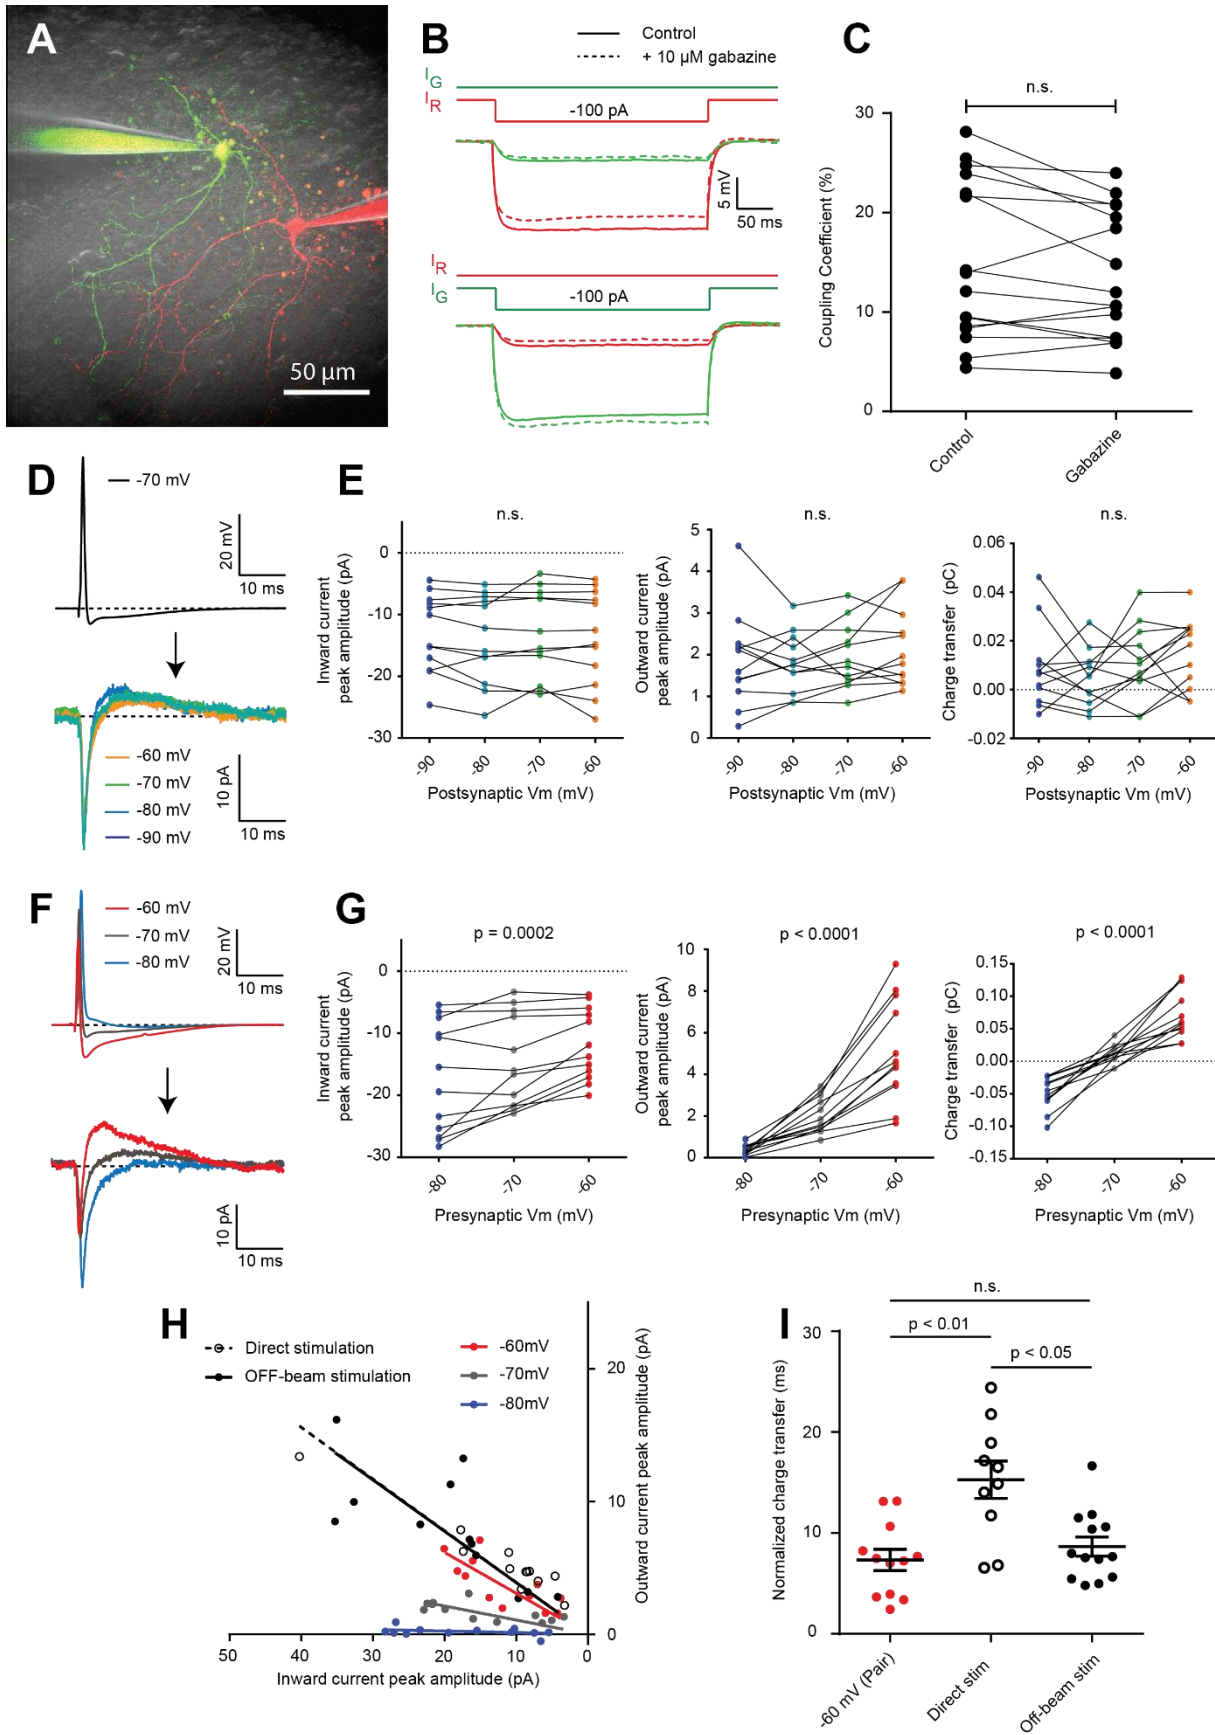 A
50 µm
B
Control
+ 10 µM gabazine
I_G
I_R
-100 pA
5 mV
50 ms
I_R
I_G
-100 pA
C
n.s.
30
20
10
0
Coupling Coefficient (%)
Control
Gabazine
D
-70 mV
20 mV
10 ms
-60 mV
-70 mV
-80 mV
-90 mV
10 pA
10 ms
E
n.s.
0
-10
-20
-30
Inward current
peak amplitude (pA)
-90
-80
-70
-60
Postsynaptic Vm (mV)
n.s.
5
4
3
2
1
0
Outward current
peak amplitude (pA)
-90
-80
-70
-60
Postsynaptic Vm (mV)
n.s.
0.06
0.04
0.02
0.00
-0.02
Charge transfer (pC)
-90
-80
-70
-60
Postsynaptic Vm (mV)
F
-60 mV
-70 mV
-80 mV
20 mV
10 ms
10 pA
10 ms
G
p = 0.0002
0
-10
-20
-30
Inward current
peak amplitude (pA)
-80
-70
-60
Presynaptic Vm (mV)
p < 0.0001
10
8
6
4
2
0
Outward current
peak amplitude (pA)
-80
-70
-60
Presynaptic Vm (mV)
p < 0.0001
0.15
0.10
0.05
0.00
-0.05
-0.10
-0.15
Charge transfer (pC)
-80
-70
-60
Presynaptic Vm (mV)
H
Direct stimulation
OFF-beam stimulation
-60mV
-70mV
-80mV
20
10
0
Outward current peak amplitude (pA)
50
40
30
20
10
0
Inward current peak amplitude (pA)
I
n.s.
p < 0.01
p < 0.05
30
20
10
0
Normalized charge transfer (ms)
-60 mV (Pair)
Direct stim
Off-beam stim